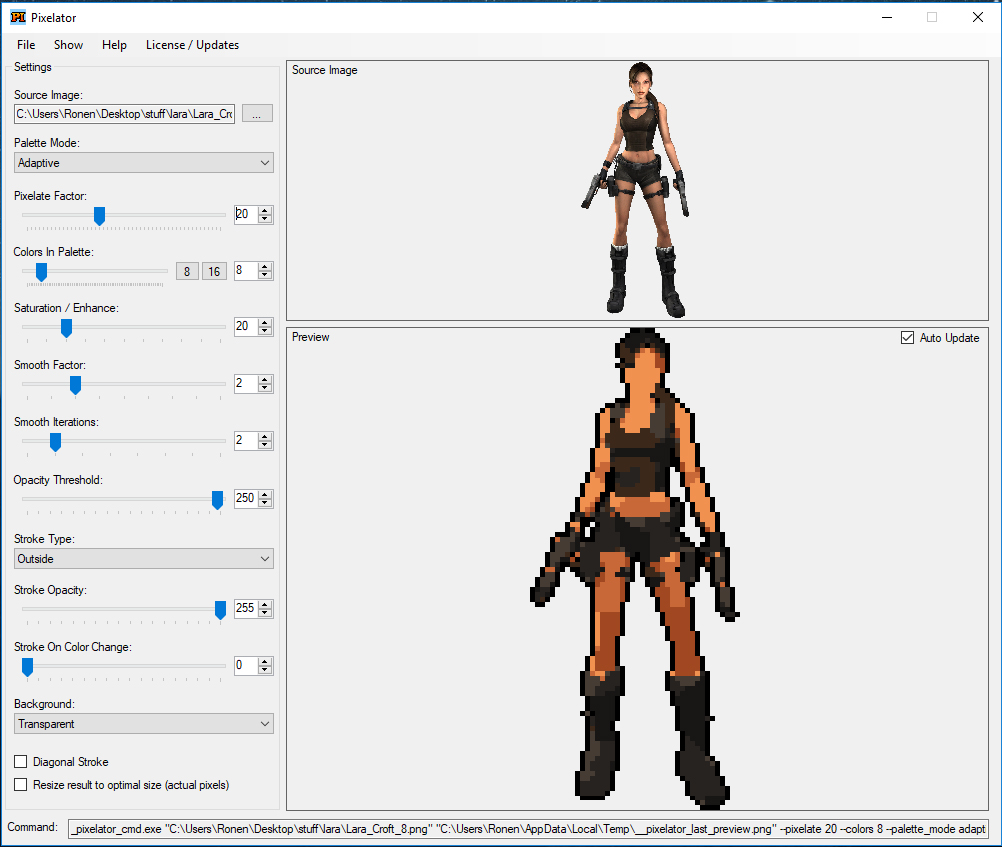 PI Pixelator
File Show Help License / Updates
Settings
Source Image:
C:\Users\Ronen\Desktop\stuff\lara\Lara_Cro
...
Palette Mode:
Adaptive
Pixelate Factor:
20
Colors In Palette:
8 16 8
Saturation / Enhance:
20
Smooth Factor:
2
Smooth Iterations:
2
Opacity Threshold:
250
Stroke Type:
Outside
Stroke Opacity:
255
Stroke On Color Change:
0
Background:
Transparent
Diagonal Stroke
Resize result to optimal size (actual pixels)
Source Image
Preview
Auto Update
Command: _pixelator_cmd.exe "C:\Users\Ronen\Desktop\stuff\lara\Lara_Croft_8.png" "C:\Users\Ronen\AppData\Local\Temp\__pixelator_last_preview.png" --pixelate 20 --colors 8 --palette_mode adapt